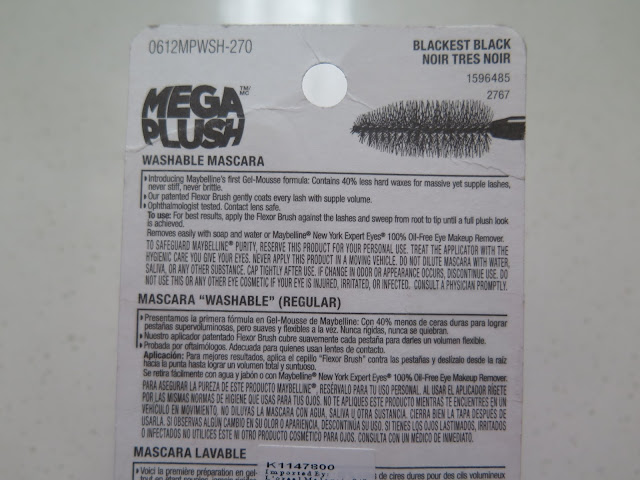 0612MPWSH-270
BLACKEST BLACK
NOIR TRES NOIR
1596485
2767
MEGA TM/MC
PLUSH
WASHABLE MASCARA
Introducing Maybelline's first Gel-Mousse formula: Contains 40% less hard waxes for massive yet supple lashes,
never stiff, never brittle.
Our patented Flexor Brush gently coats every lash with supple volume.
Ophthalmologist tested. Contact lens safe.
To use: For best results, apply the Flexor Brush against the lashes and sweep from root to tip until a full plush look
is achieved.
Removes easily with soap and water or Maybelline® New York Expert Eyes® 100% Oil-Free Eye Makeup Remover.
TO SAFEGUARD MAYBELLINE® PURITY, RESERVE THIS PRODUCT FOR YOUR PERSONAL USE. TREAT THE APPLICATOR WITH THE
HYGIENIC CARE YOU GIVE YOUR EYES. NEVER APPLY THIS PRODUCT IN A MOVING VEHICLE. DO NOT DILUTE MASCARA WITH WATER,
SALIVA, OR ANY OTHER SUBSTANCE. CAP TIGHTLY AFTER USE. IF CHANGE IN ODOR OR APPEARANCE OCCURS, DISCONTINUE USE. DO
NOT USE THIS OR ANY OTHER EYE COSMETIC IF YOUR EYE IS INJURED, IRRITATED, OR INFECTED. CONSULT A PHYSICIAN PROMPTLY.
MASCARA "WASHABLE" (REGULAR)
Presentamos la primera fórmula en Gel-Mousse de Maybelline: Con 40% menos de ceras duras para lograr
pestañas supervoluminosas, pero suaves y flexibles a la vez. Nunca rígidas, nunca se quiebran.
Nuestro aplicador patentado Flexor Brush cubre suavemente cada pestaña para darles un volumen flexible.
Probada por oftalmólogos. Adecuada para quienes usan lentes de contacto.
Aplicación: Para mejores resultados, aplica el cepillo "Flexor Brush" contra las pestañas y deslízalo desde la raíz
hacia la punta hasta lograr un volumen total y suntuoso.
Se retira fácilmente con agua y jabón o con Maybelline® New York Expert Eyes® 100% Oil-Free Eye Makeup Remover.
PARA ASEGURAR LA PUREZA DE ESTE PRODUCTO MAYBELLINE®, RESÉRVALO PARA TU USO PERSONAL. AL USAR EL APLICADOR RÍGETE
POR LAS MISMAS NORMAS DE HIGIENE QUE USAS PARA TUS OJOS. NO TE APLIQUES ESTE PRODUCTO MIENTRAS TE ENCUENTRES EN UN
VEHÍCULO EN MOVIMIENTO, NO DILUYAS LA MASCARA CON AGUA, SALIVA U OTRA SUSTANCIA. CIERRA BIEN LA TAPA DESPUÉS DE
USARLA. SI OBSERVAS ALGÚN CAMBIO EN SU COLOR O APARIENCIA, DESCONTINÚA SU USO. SI TIENES LOS OJOS LASTIMADOS, IRRITADOS
O INFECTADOS NO UTILICES ÉSTE NI OTRO PRODUCTO COSMÉTICO PARA OJOS. CONSULTA CON UN MÉDICO DE INMEDIATO.
MASCARA LAVABLE
K1147800
Imported By:
Voici la première préparation en gel-
de cires dures pour des cils volumineux